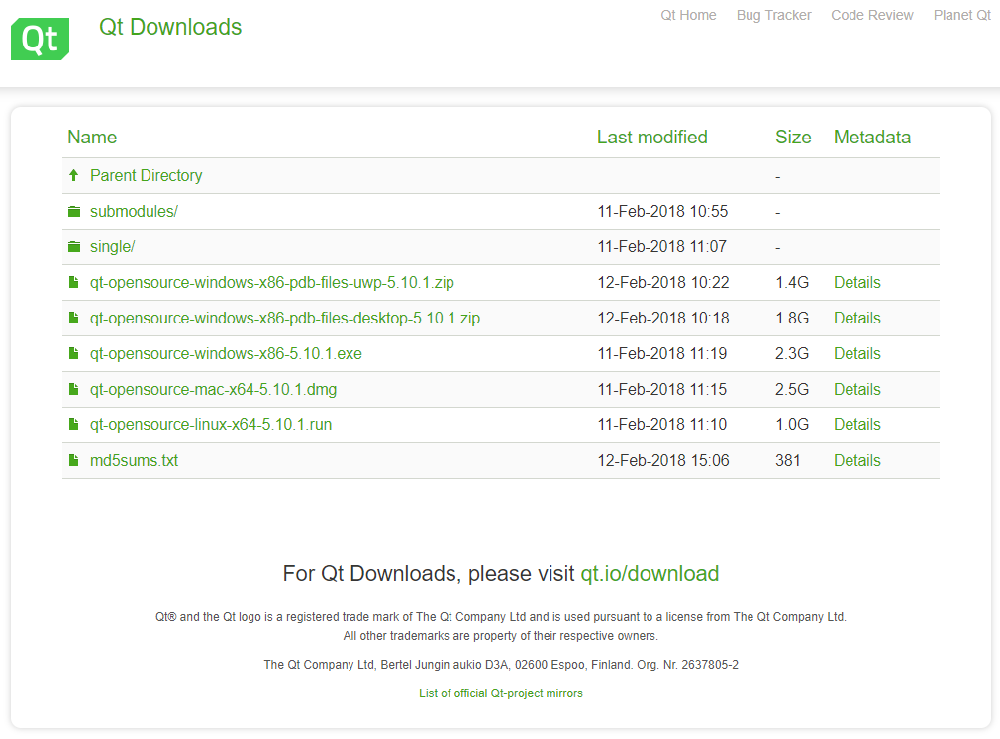 Qt
Qt Downloads
Qt Home Bug Tracker Code Review Planet Qt
Name Last modified Size Metadata
Parent Directory -
submodules/ 11-Feb-2018 10:55 -
single/ 11-Feb-2018 11:07 -
qt-opensource-windows-x86-pdb-files-uwp-5.10.1.zip 12-Feb-2018 10:22 1.4G Details
qt-opensource-windows-x86-pdb-files-desktop-5.10.1.zip 12-Feb-2018 10:18 1.8G Details
qt-opensource-windows-x86-5.10.1.exe 11-Feb-2018 11:19 2.3G Details
qt-opensource-mac-x64-5.10.1.dmg 11-Feb-2018 11:15 2.5G Details
qt-opensource-linux-x64-5.10.1.run 11-Feb-2018 11:10 1.0G Details
md5sums.txt 12-Feb-2018 15:06 381 Details
For Qt Downloads, please visit qt.io/download
Qt® and the Qt logo is a registered trade mark of The Qt Company Ltd and is used pursuant to a license from The Qt Company Ltd.
All other trademarks are property of their respective owners.
The Qt Company Ltd, Bertel Jungin aukio D3A, 02600 Espoo, Finland. Org. Nr. 2637805-2
List of official Qt-project mirrors